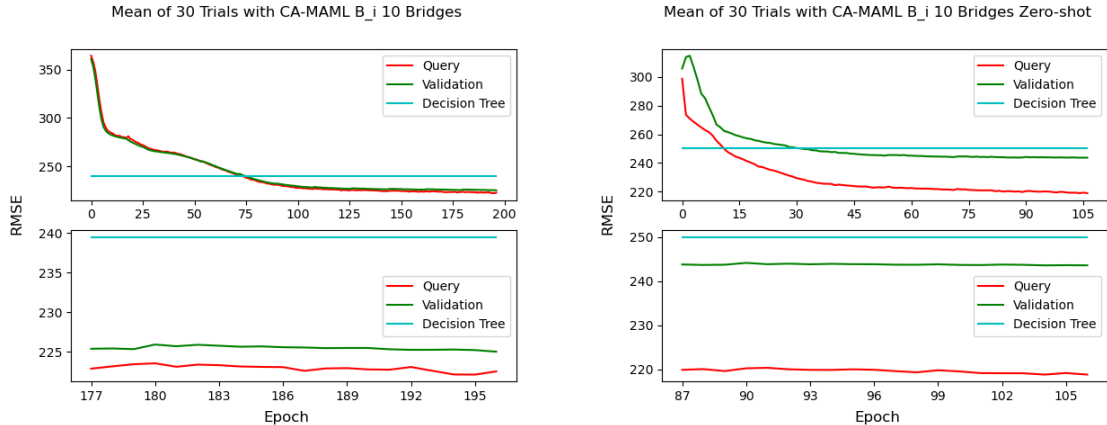 Mean of 30 Trials with CA-MAML B_i 10 Bridges
350
300
250
Query
Validation
Decision Tree
0 25 50 75 100 125 150 175 200
RMSE
240
235
230
225
Query
Validation
Decision Tree
177 180 183 186 189 192 195
Epoch
Mean of 30 Trials with CA-MAML B_i 10 Bridges Zero-shot
300
280
260
240
220
Query
Validation
Decision Tree
0 15 30 45 60 75 90 105
RMSE
250
240
230
220
Query
Validation
Decision Tree
87 90 93 96 99 102 105
Epoch